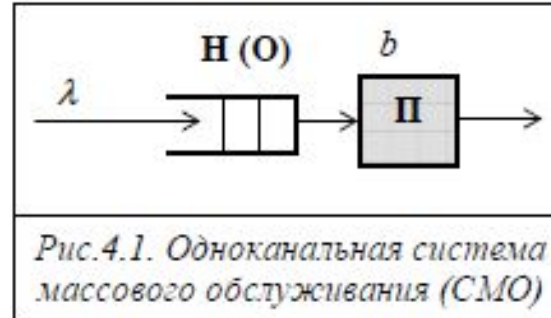 Н (О)
b
λ
П
Рис.4.1. Одноканальная система
массового обслуживания (СМО)